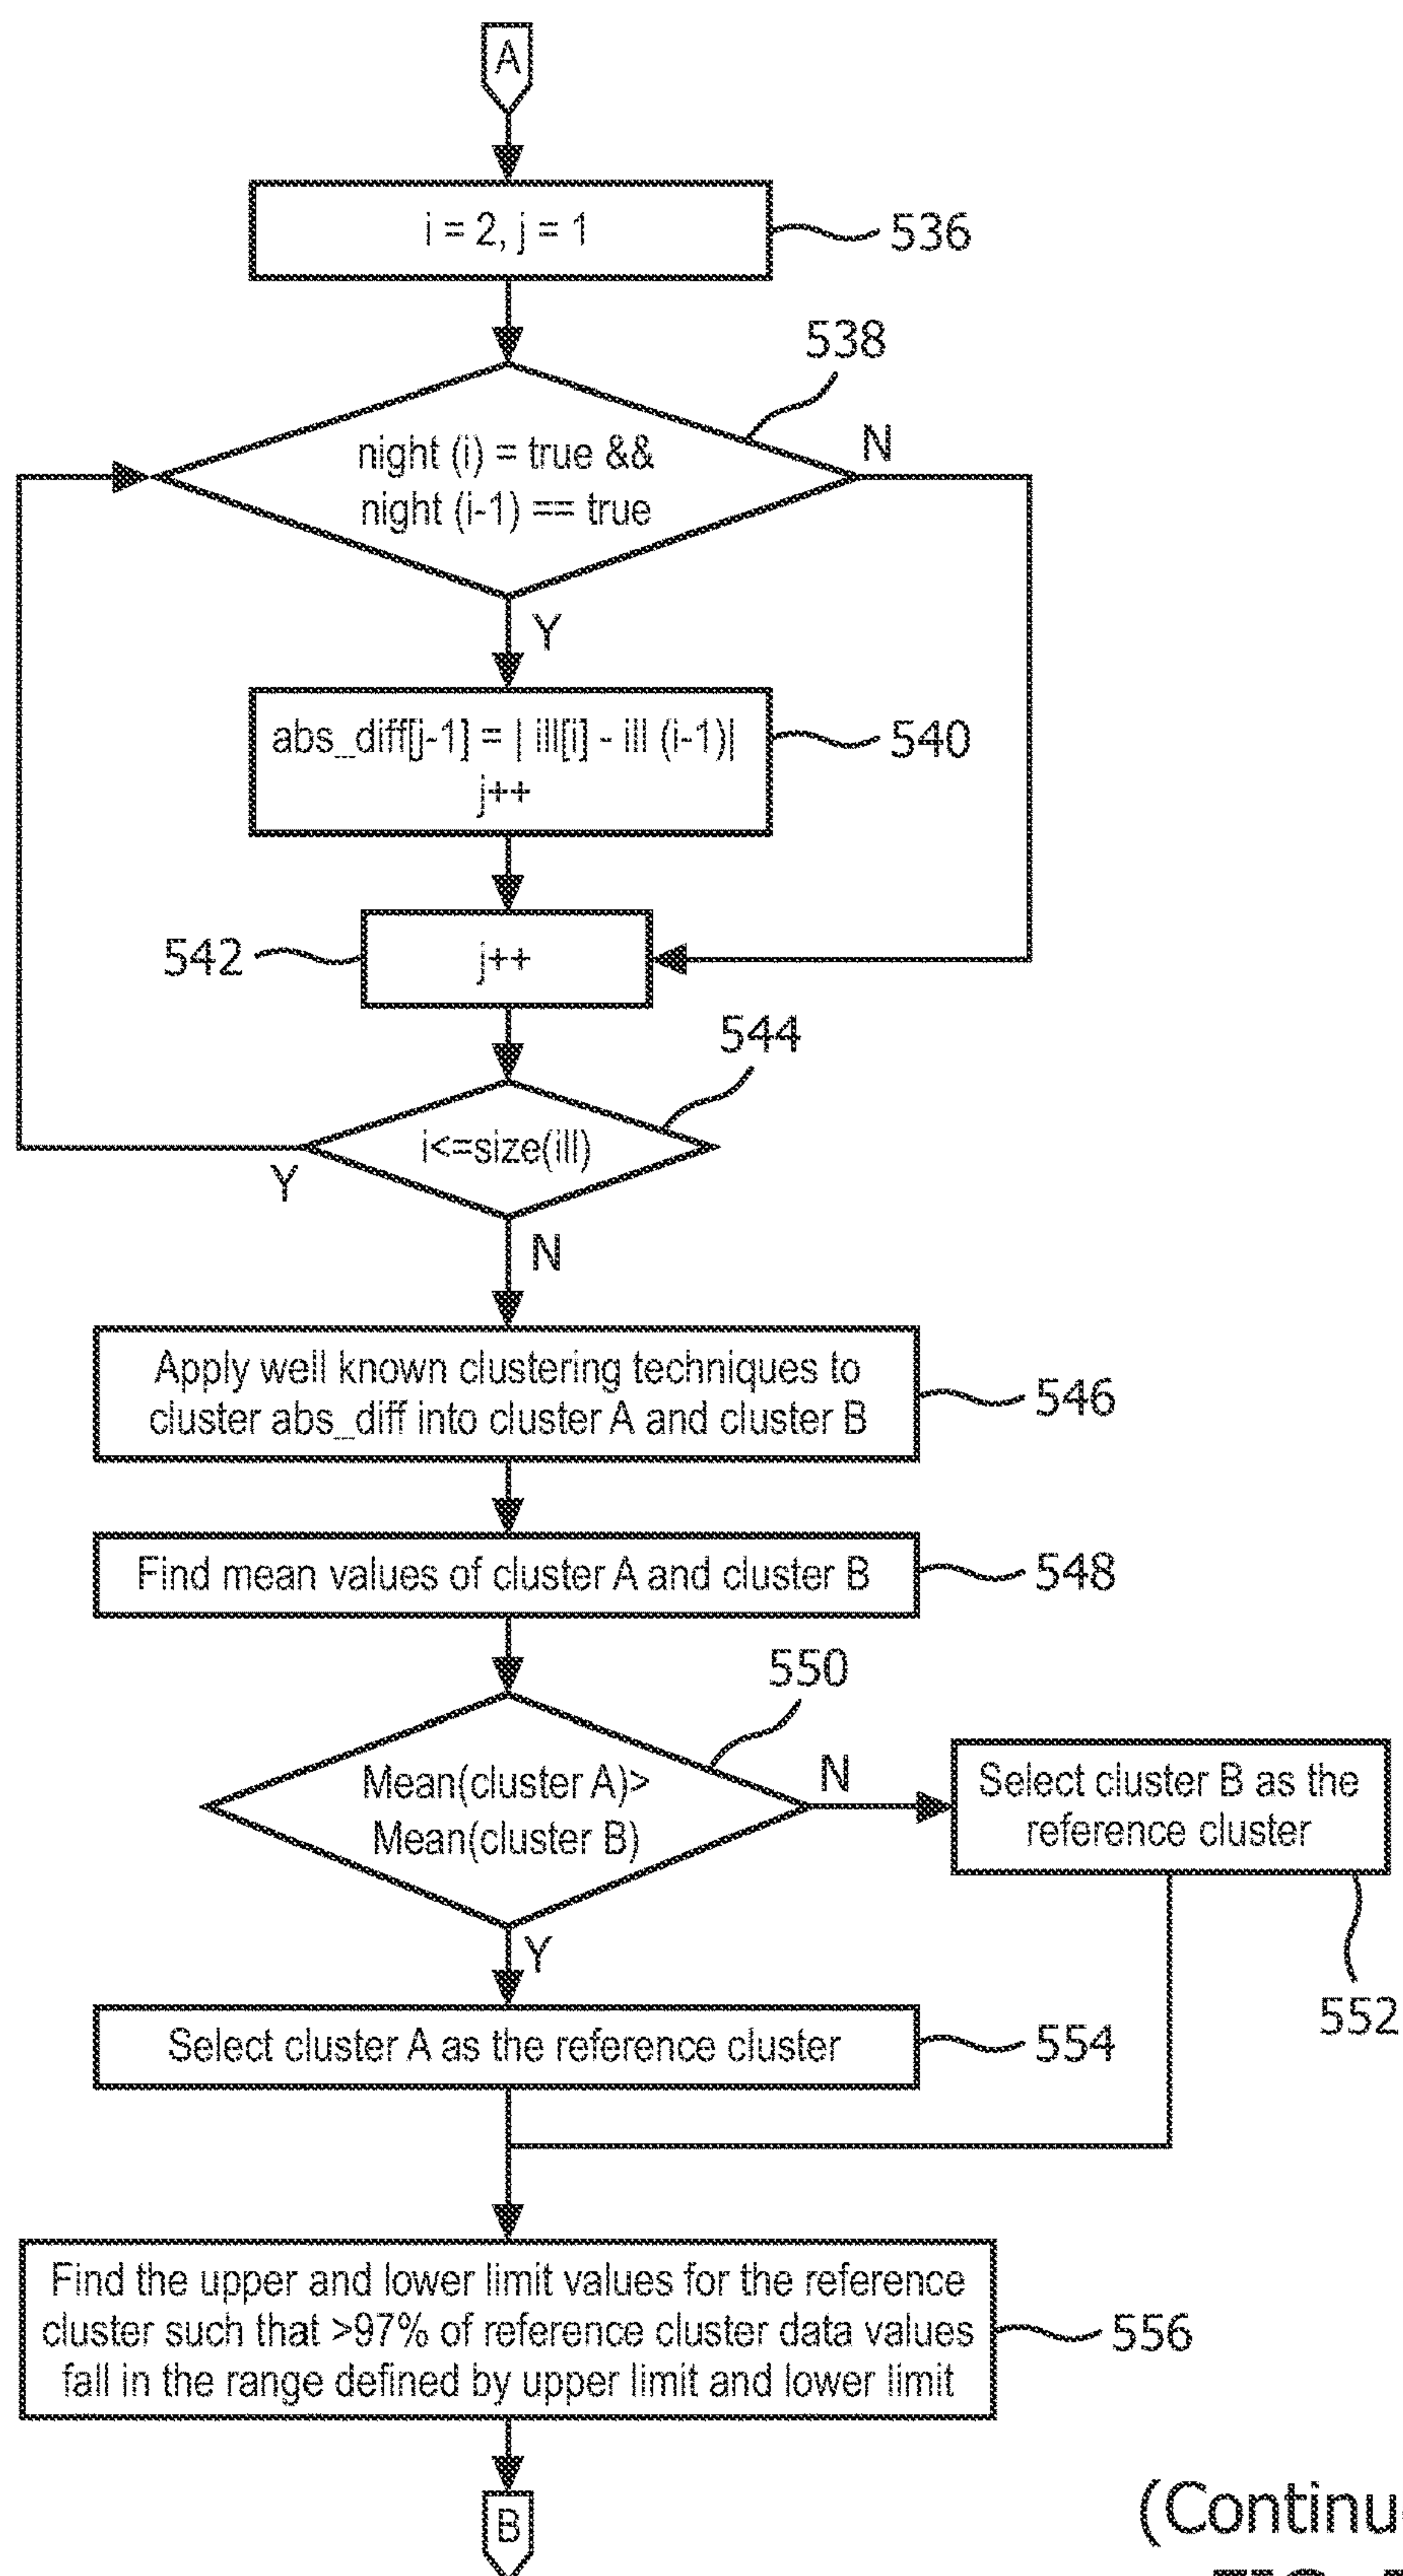 A
i = 2, j = 1
536
538
night (i) = true &&
night (i-1) == true
N
Y
abs_diff[j-1] = | ill[i] - ill (i-1)|
j++
540
542
j++
544
i<=size(ill)
Y
N
Apply well known clustering techniques to
cluster abs_diff into cluster A and cluster B
546
Find mean values of cluster A and cluster B
548
550
Mean(cluster A)>
Mean(cluster B)
N
Select cluster B as the
reference cluster
552
Y
Select cluster A as the reference cluster
554
Find the upper and lower limit values for the reference
cluster such that >97% of reference cluster data values
fall in the range defined by upper limit and lower limit
556
B
(Continu